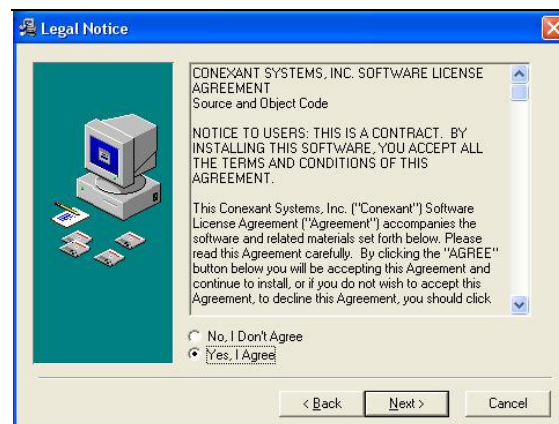 Legal Notice
CONEXANT SYSTEMS, INC. SOFTWARE LICENSE
AGREEMENT
Source and Object Code
NOTICE TO USERS: THIS IS A CONTRACT. BY
INSTALLING THIS SOFTWARE, YOU ACCEPT ALL
THE TERMS AND CONDITIONS OF THIS
AGREEMENT.
This Conexant Systems, Inc. ("Conexant") Software
License Agreement ("Agreement") accompanies the
software and related materials set forth below. Please
read this Agreement carefully. By clicking the "AGREE"
button below you will be accepting this Agreement and
continue to install, or if you do not wish to accept this
Agreement, to decline this Agreement, you should click
No, I Don't Agree
Yes, I Agree
< Back Next > Cancel